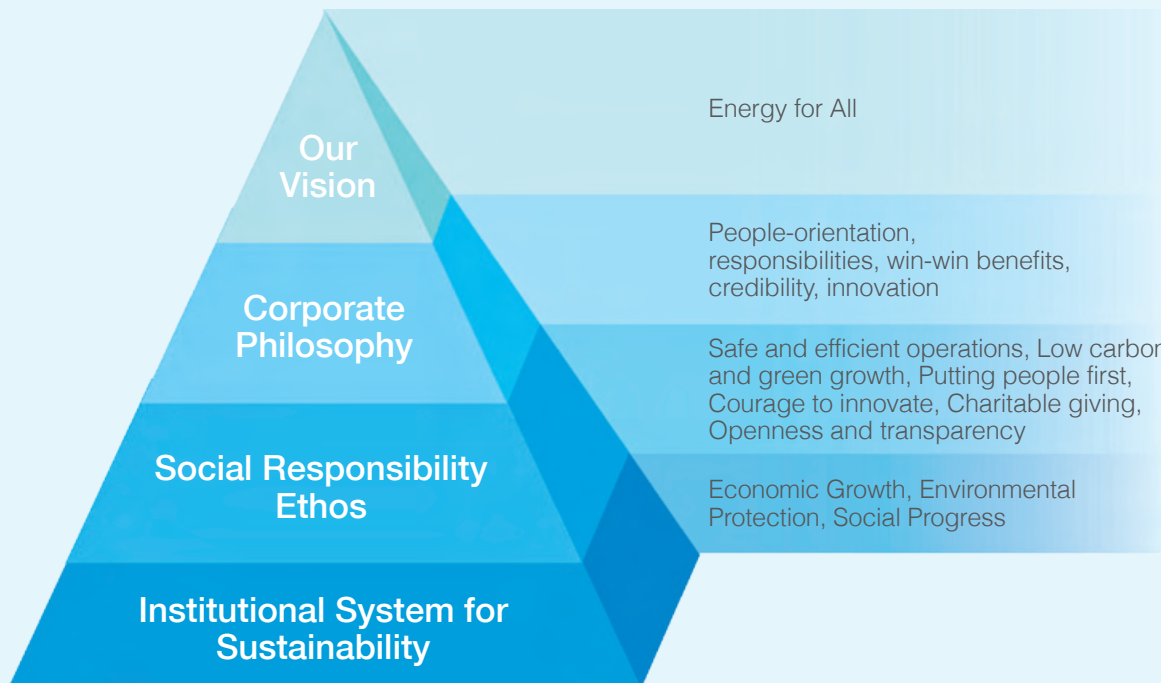 Our
Vision
Energy for All
Corporate
Philosophy
People-orientation,
responsibilities, win-win benefits,
credibility, innovation
Social Responsibility
Ethos
Safe and efficient operations, Low carbon
and green growth, Putting people first,
Courage to innovate, Charitable giving,
Openness and transparency
Institutional System for
Sustainability
Economic Growth, Environmental
Protection, Social Progress